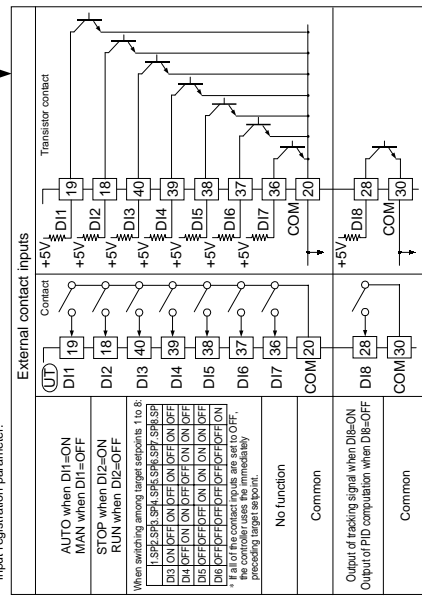 input registration parameter.
External contact inputs
Contact
Transistor contact
UT
AUTO when DI1=ON
MAN when DI1=OFF
DI1 19
+5V DI1 19
STOP when DI2=ON
RUN when DI2=OFF
DI2 18
+5V DI2 18
When switching among target setpoints 1 to 8:
1.SP 2.SP 3.SP 4.SP 5.SP 6.SP 7.SP 8.SP
DI3 ON OFF ON OFF ON OFF ON OFF
DI4 OFF ON ON OFF OFF ON ON OFF
DI5 OFF OFF OFF ON ON ON ON OFF
DI6 OFF OFF OFF OFF OFF OFF OFF ON
* If all of the contact inputs are set to OFF,
the controller uses the immediately
preceding target setpoint.
DI3 40
+5V DI3 40
DI4 39
+5V DI4 39
DI5 38
+5V DI5 38
DI6 37
+5V DI6 37
No function
DI7 36
+5V DI7 36
Common
COM 20
COM 20
Output of tracking signal when DI8=ON
Output of PID computation when DI8=OFF
DI8 28
+5V DI8 28
Common
COM 30
COM 30